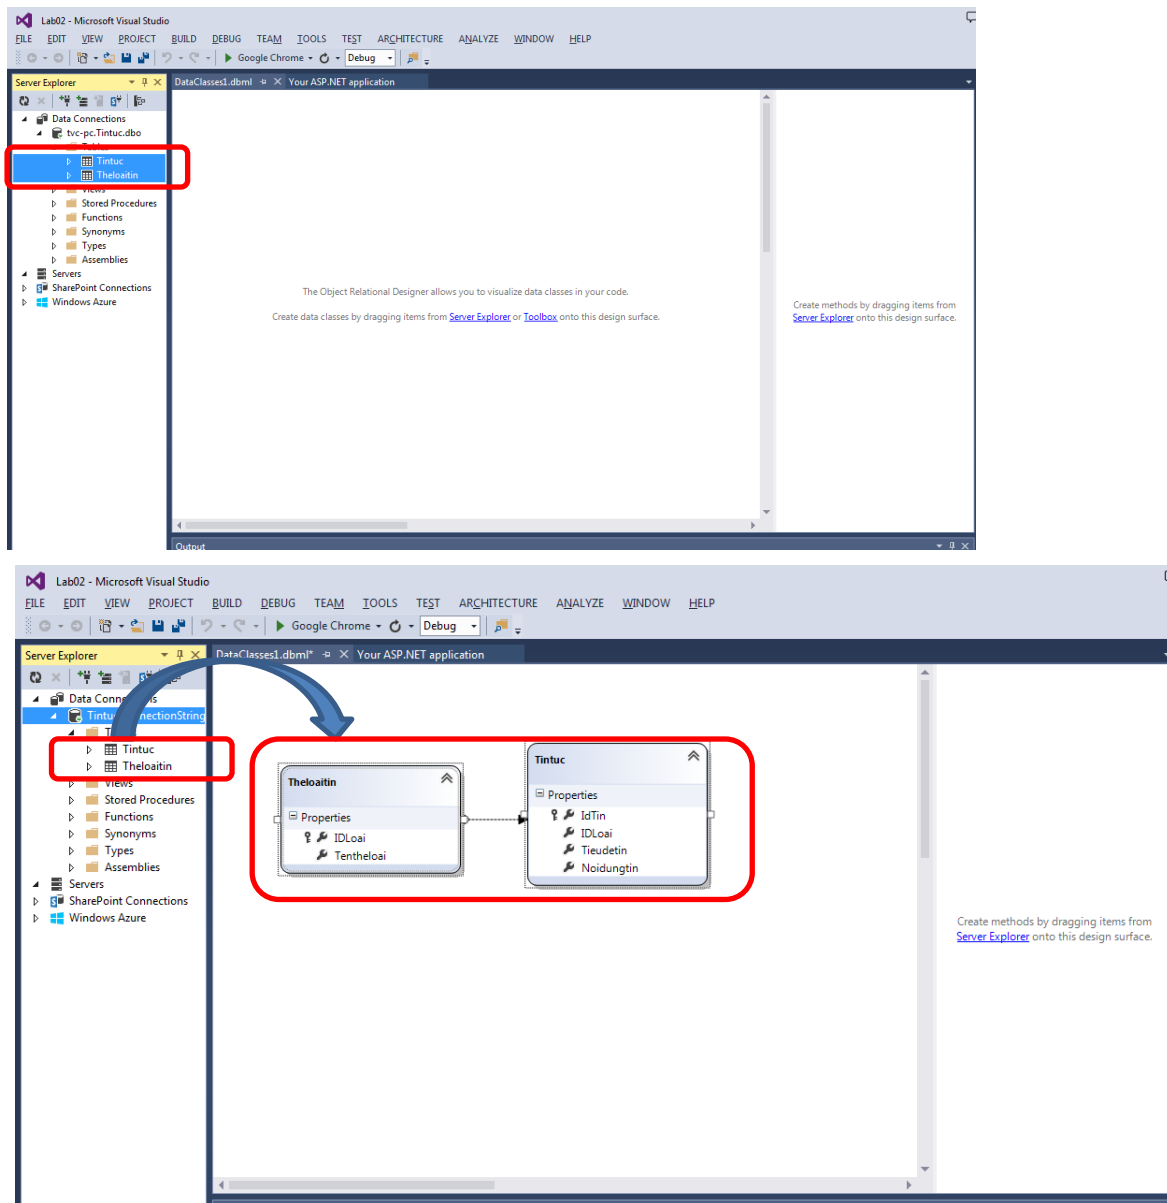 Lab02 - Microsoft Visual Studio
FILE EDIT VIEW PROJECT BUILD DEBUG TEAM TOOLS TEST ARCHITECTURE ANALYZE WINDOW HELP
Google Chrome Debug
Server Explorer
DataClasses1.dbml Your ASP.NET application
Data Connections
tvc-pc.Tintuc.dbo
Tables
Tintuc
Theloaitin
Views
Stored Procedures
Functions
Synonyms
Types
Assemblies
Servers
SharePoint Connections
Windows Azure
The Object Relational Designer allows you to visualize data classes in your code.
Create data classes by dragging items from Server Explorer or Toolbox onto this design surface.
Create methods by dragging items from
Server Explorer onto this design surface.
Output
Lab02 - Microsoft Visual Studio
FILE EDIT VIEW PROJECT BUILD DEBUG TEAM TOOLS TEST ARCHITECTURE ANALYZE WINDOW HELP
Google Chrome Debug
Server Explorer
DataClasses1.dbml* Your ASP.NET application
Data
Tintuc
Theloaitin
Views
Stored Procedures
Functions
Synonyms
Types
Assemblies
Servers
SharePoint Connections
Windows Azure
Theloaitin
Properties
IDLoai
Tentheloai
Tintuc
Properties
IdTin
IDLoai
Tieudetin
Noidungtin
Create methods by dragging items from
Server Explorer onto this design surface.